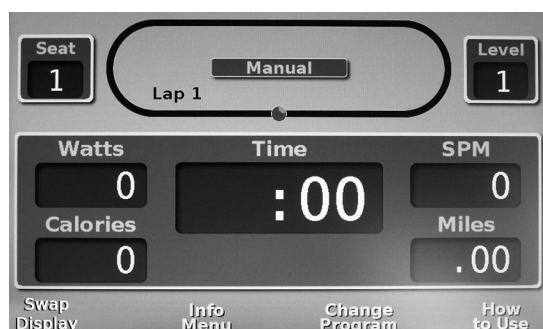 Seat
Level
1
Manual
1
Lap 1
Watts
Time
SPM
0
:00
0
Calories
Miles
0
.00
Swap
Display
Info
Menu
Change
Program
How
to Use